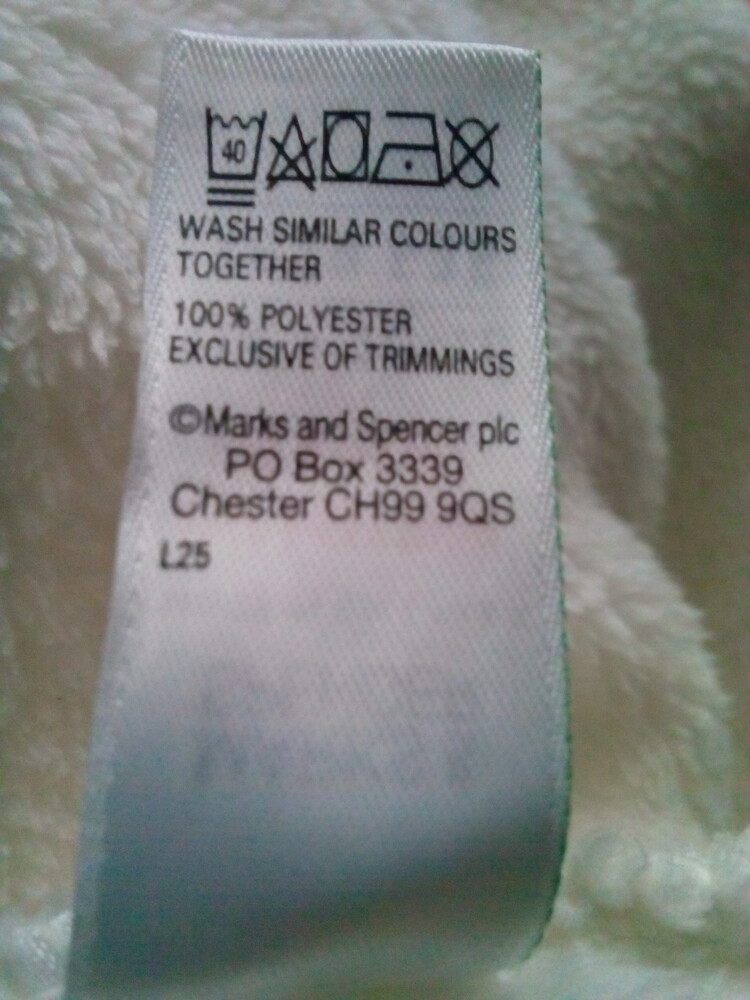 40
WASH SIMILAR COLOURS
TOGETHER
100% POLYESTER
EXCLUSIVE OF TRIMMINGS
©Marks and Spencer plc
PO Box 3339
Chester CH99 9QS
L25